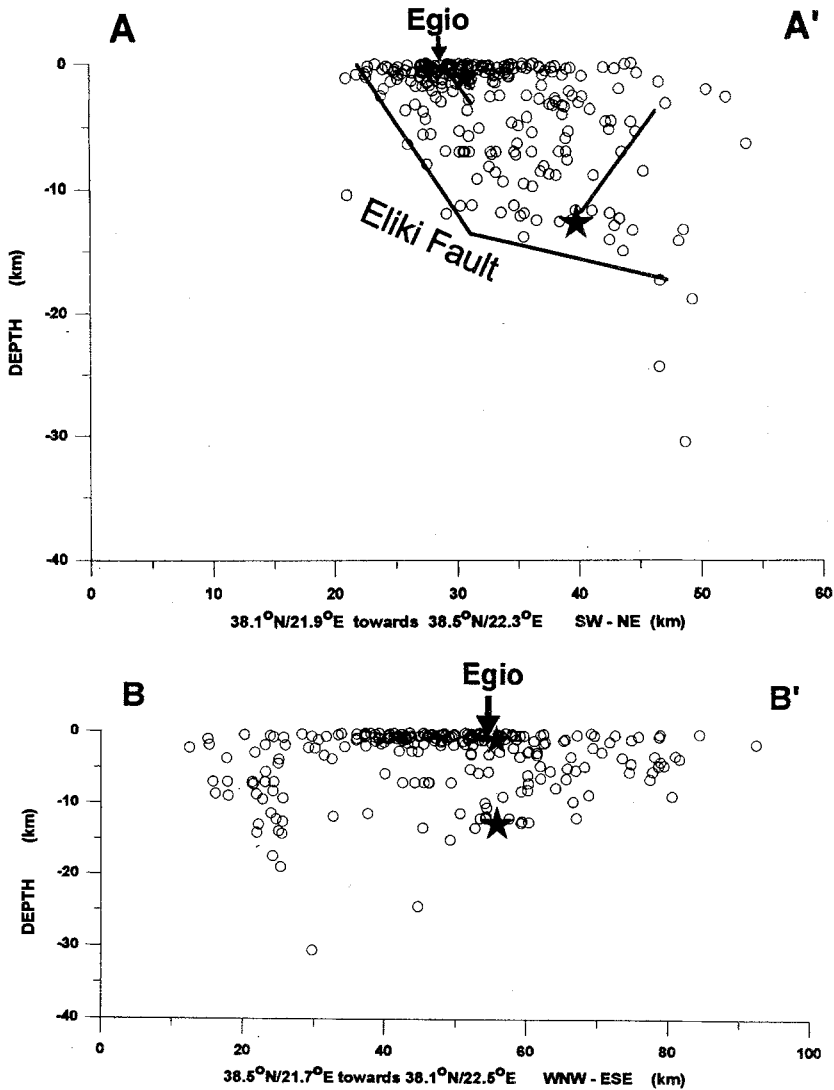 A
Egio
A'
0
-10
-20
-30
-40
DEPTH (km)
Eliki Fault
0
10
20
30
40
50
60
38.1°N/21.9°E towards 38.5°N/22.3°E SW - NE (km)
B
Egio
B'
0
-10
-20
-30
-40
DEPTH (km)
0
20
40
60
80
100
38.5°N/21.7°E towards 38.1°N/22.5°E WNW - ESE (km)